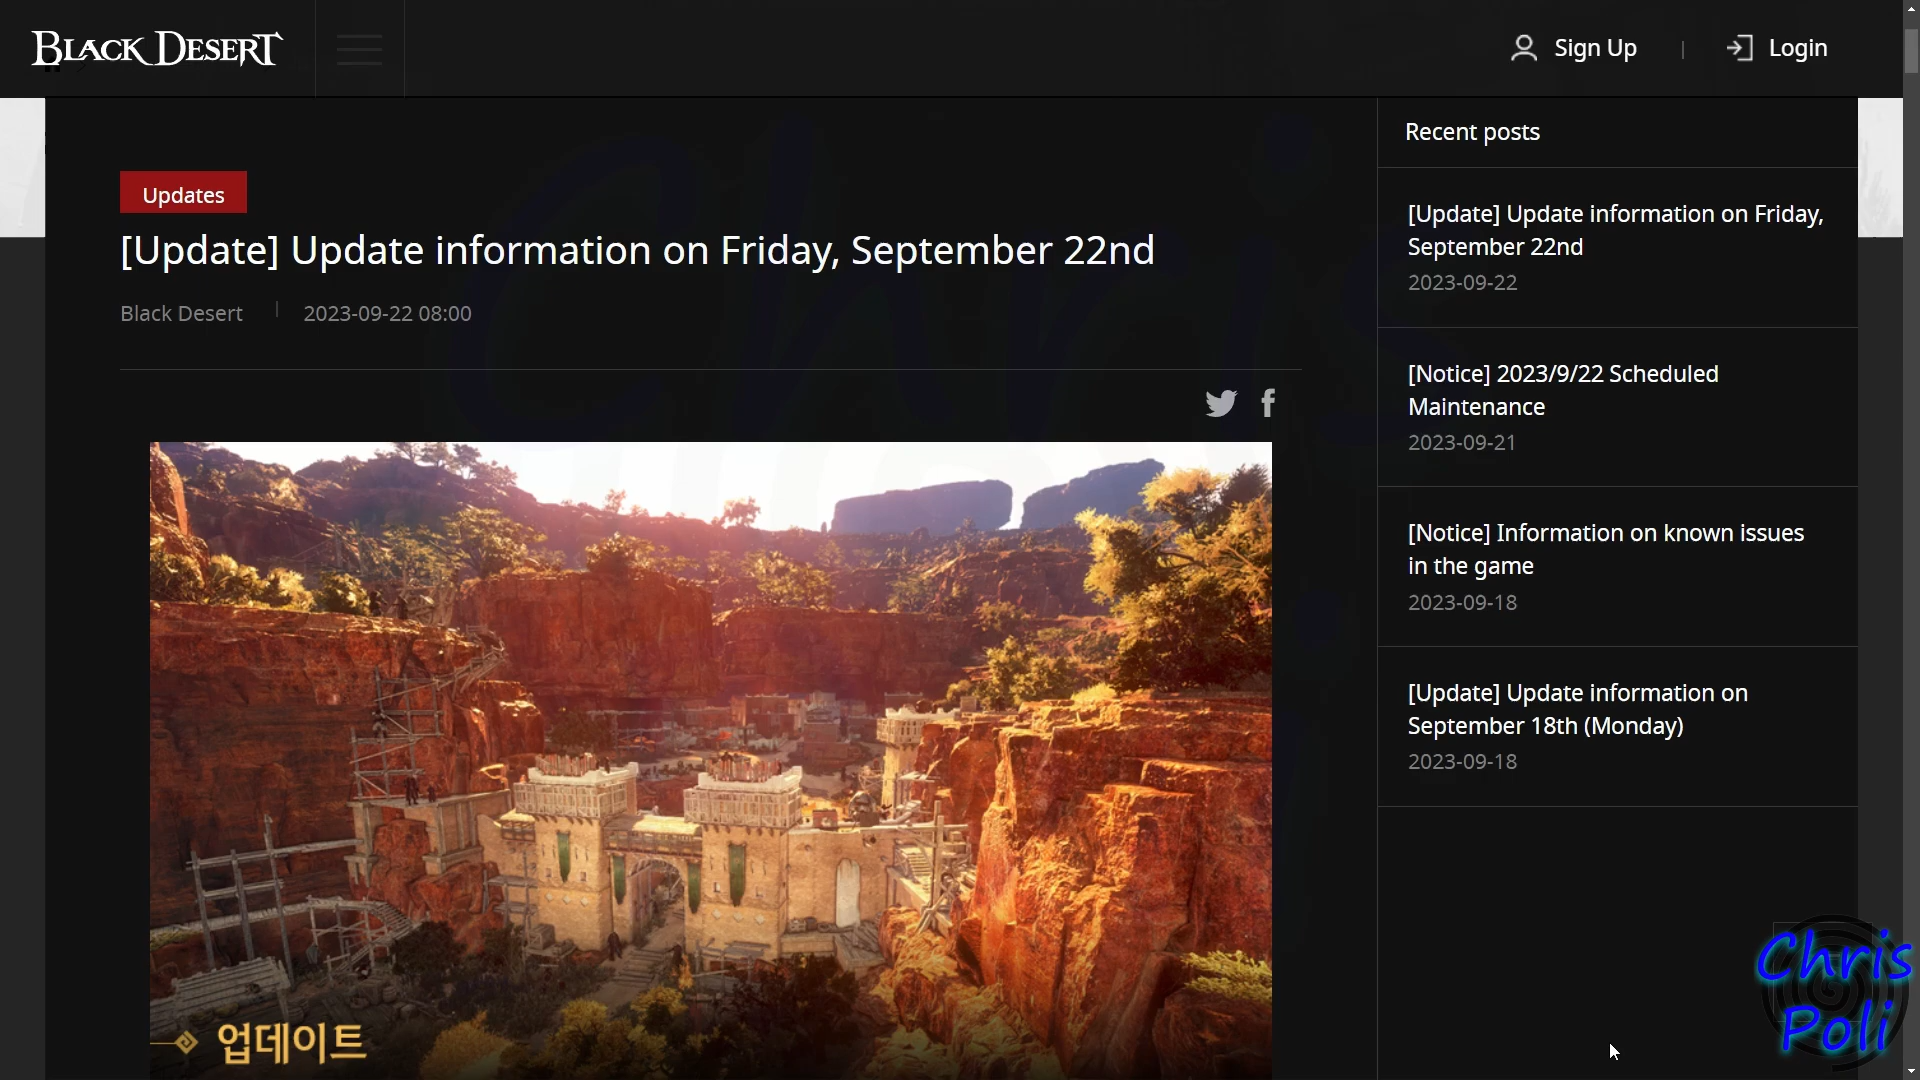 BLACK DESERT
Sign Up
Login
Updates
[Update] Update information on Friday, September 22nd
Black Desert
2023-09-22 08:00
업데이트
Recent posts
[Update] Update information on Friday,
September 22nd
2023-09-22
[Notice] 2023/9/22 Scheduled
Maintenance
2023-09-21
[Notice] Information on known issues
in the game
2023-09-18
[Update] Update information on
September 18th (Monday)
2023-09-18
Chris
Poli